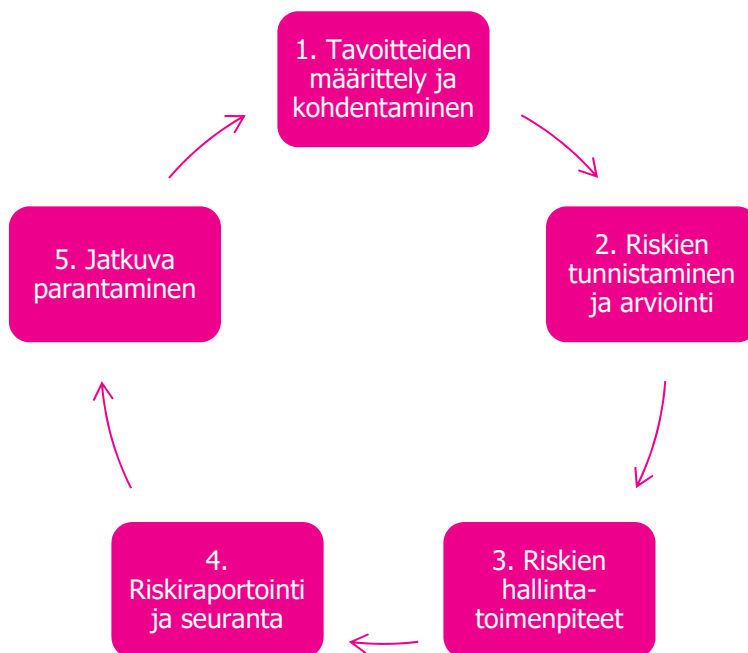 1. Tavoitteiden
määrittely ja
kohdentaminen
2. Riskien
tunnistaminen
ja arviointi
3. Riskien
hallinta-
toimenpiteet
4.
Riskiraportointi
ja seuranta
5. Jatkuva
parantaminen